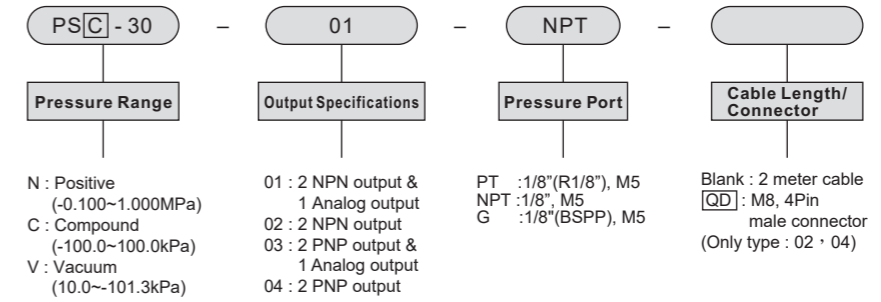 PSC - 30 – 01 – NPT –
Pressure Range
Output Specifications
Pressure Port
Cable Length/
Connector
N : Positive
(-0.100~1.000MPa)
C : Compound
(-100.0~100.0kPa)
V : Vacuum
(10.0~-101.3kPa)
01 : 2 NPN output &
1 Analog output
02 : 2 NPN output
03 : 2 PNP output &
1 Analog output
04 : 2 PNP output
PT :1/8”(R1/8”), M5
NPT :1/8”, M5
G :1/8"(BSPP), M5
Blank : 2 meter cable
QD : M8, 4Pin
male connector
(Only type : 02，04)